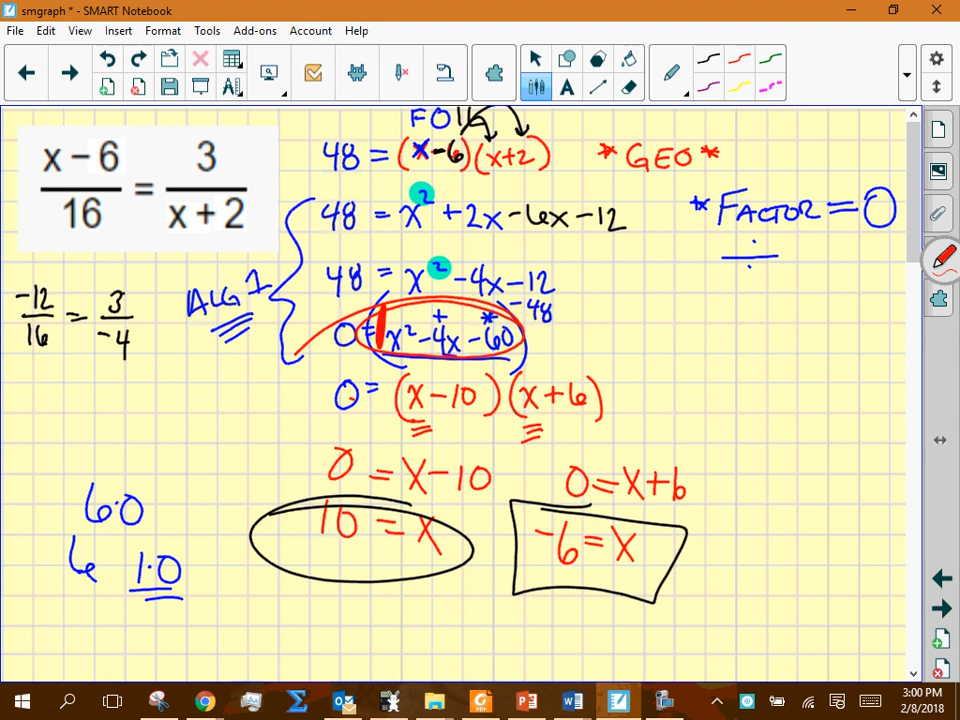 smgraph * - SMART Notebook
File Edit View Insert Format Tools Add-ons Account Help
FOIL
x – 6 / 16 = 3 / x + 2
48 = (x -6)(x+2) * GEO *
48 = x² + 2x -6x -12
* FACTOR = 0
48 = x² -4x -12
-48
ALG 1
-12/16 = 3/-4
+ *
0 = x² -4x -60
0 = (x -10)(x+6)
0 = x-10
0 = x+6
10 = x
-6 = x
6·0
6 1·0
3:00 PM
2/8/2018